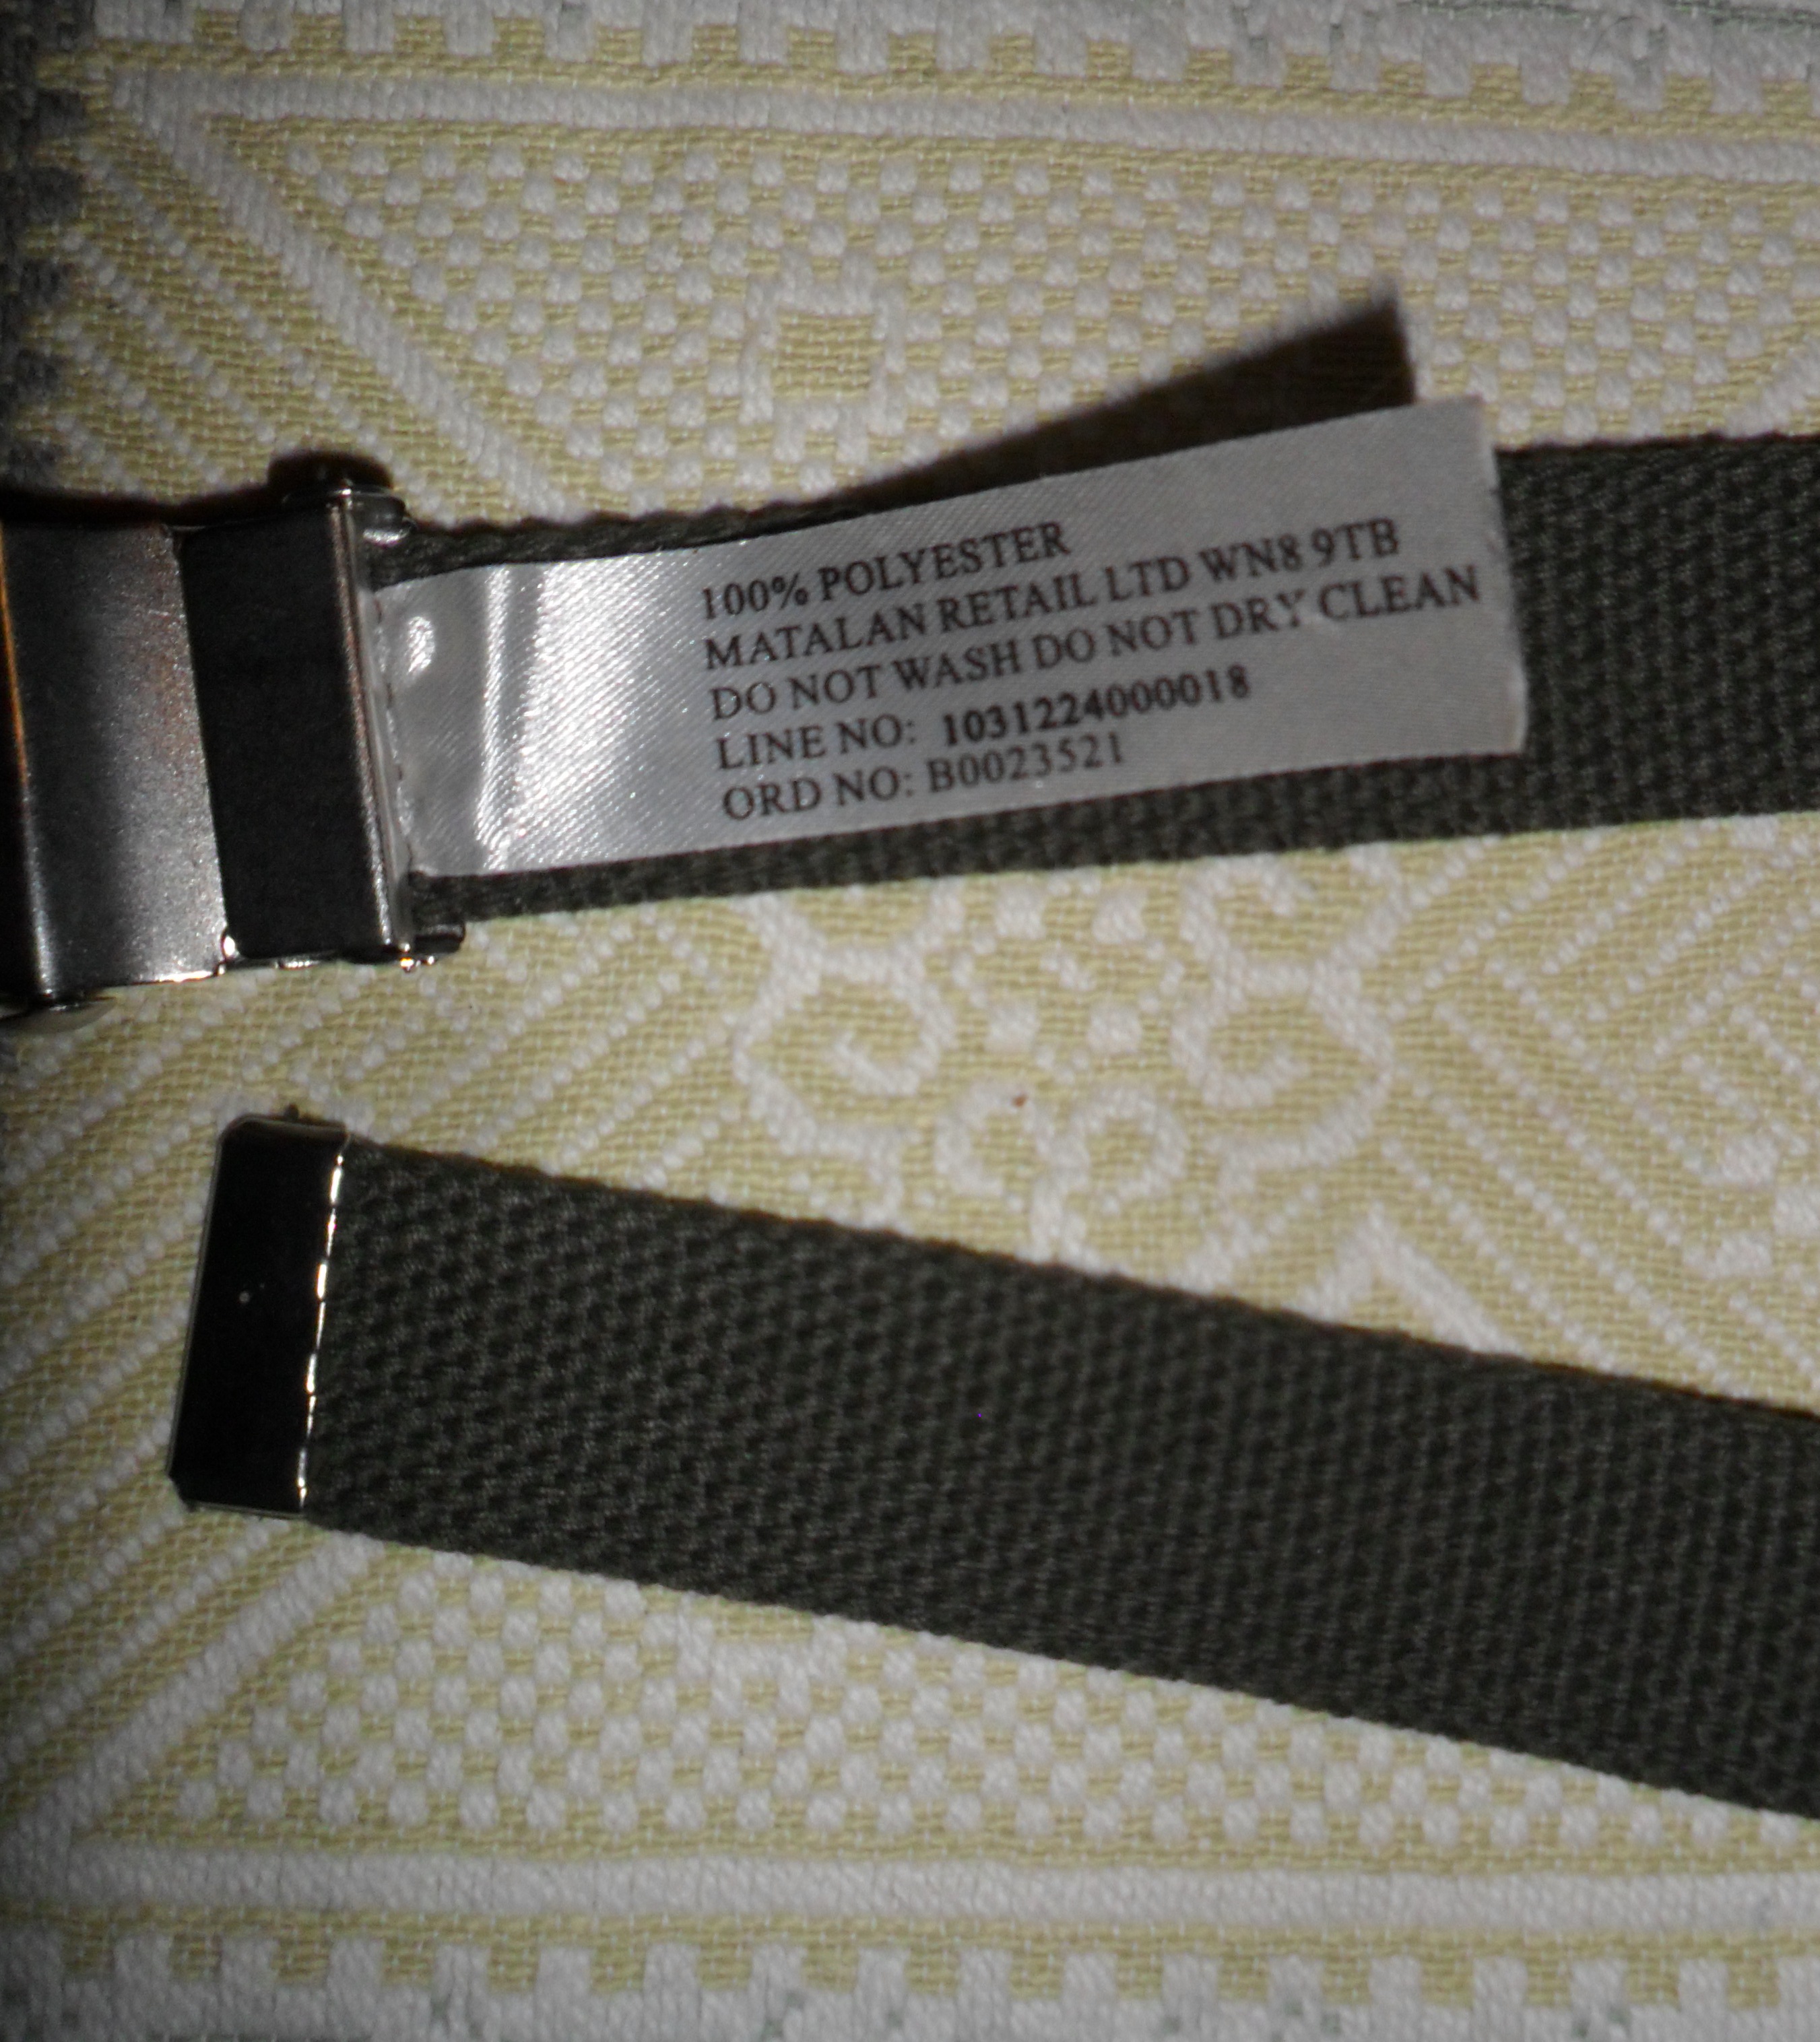 100% POLYESTER
MATALAN RETAIL LTD WN8 9TB
DO NOT WASH DO NOT DRY CLEAN
LINE NO: 1031224000018
ORD NO: B0023521